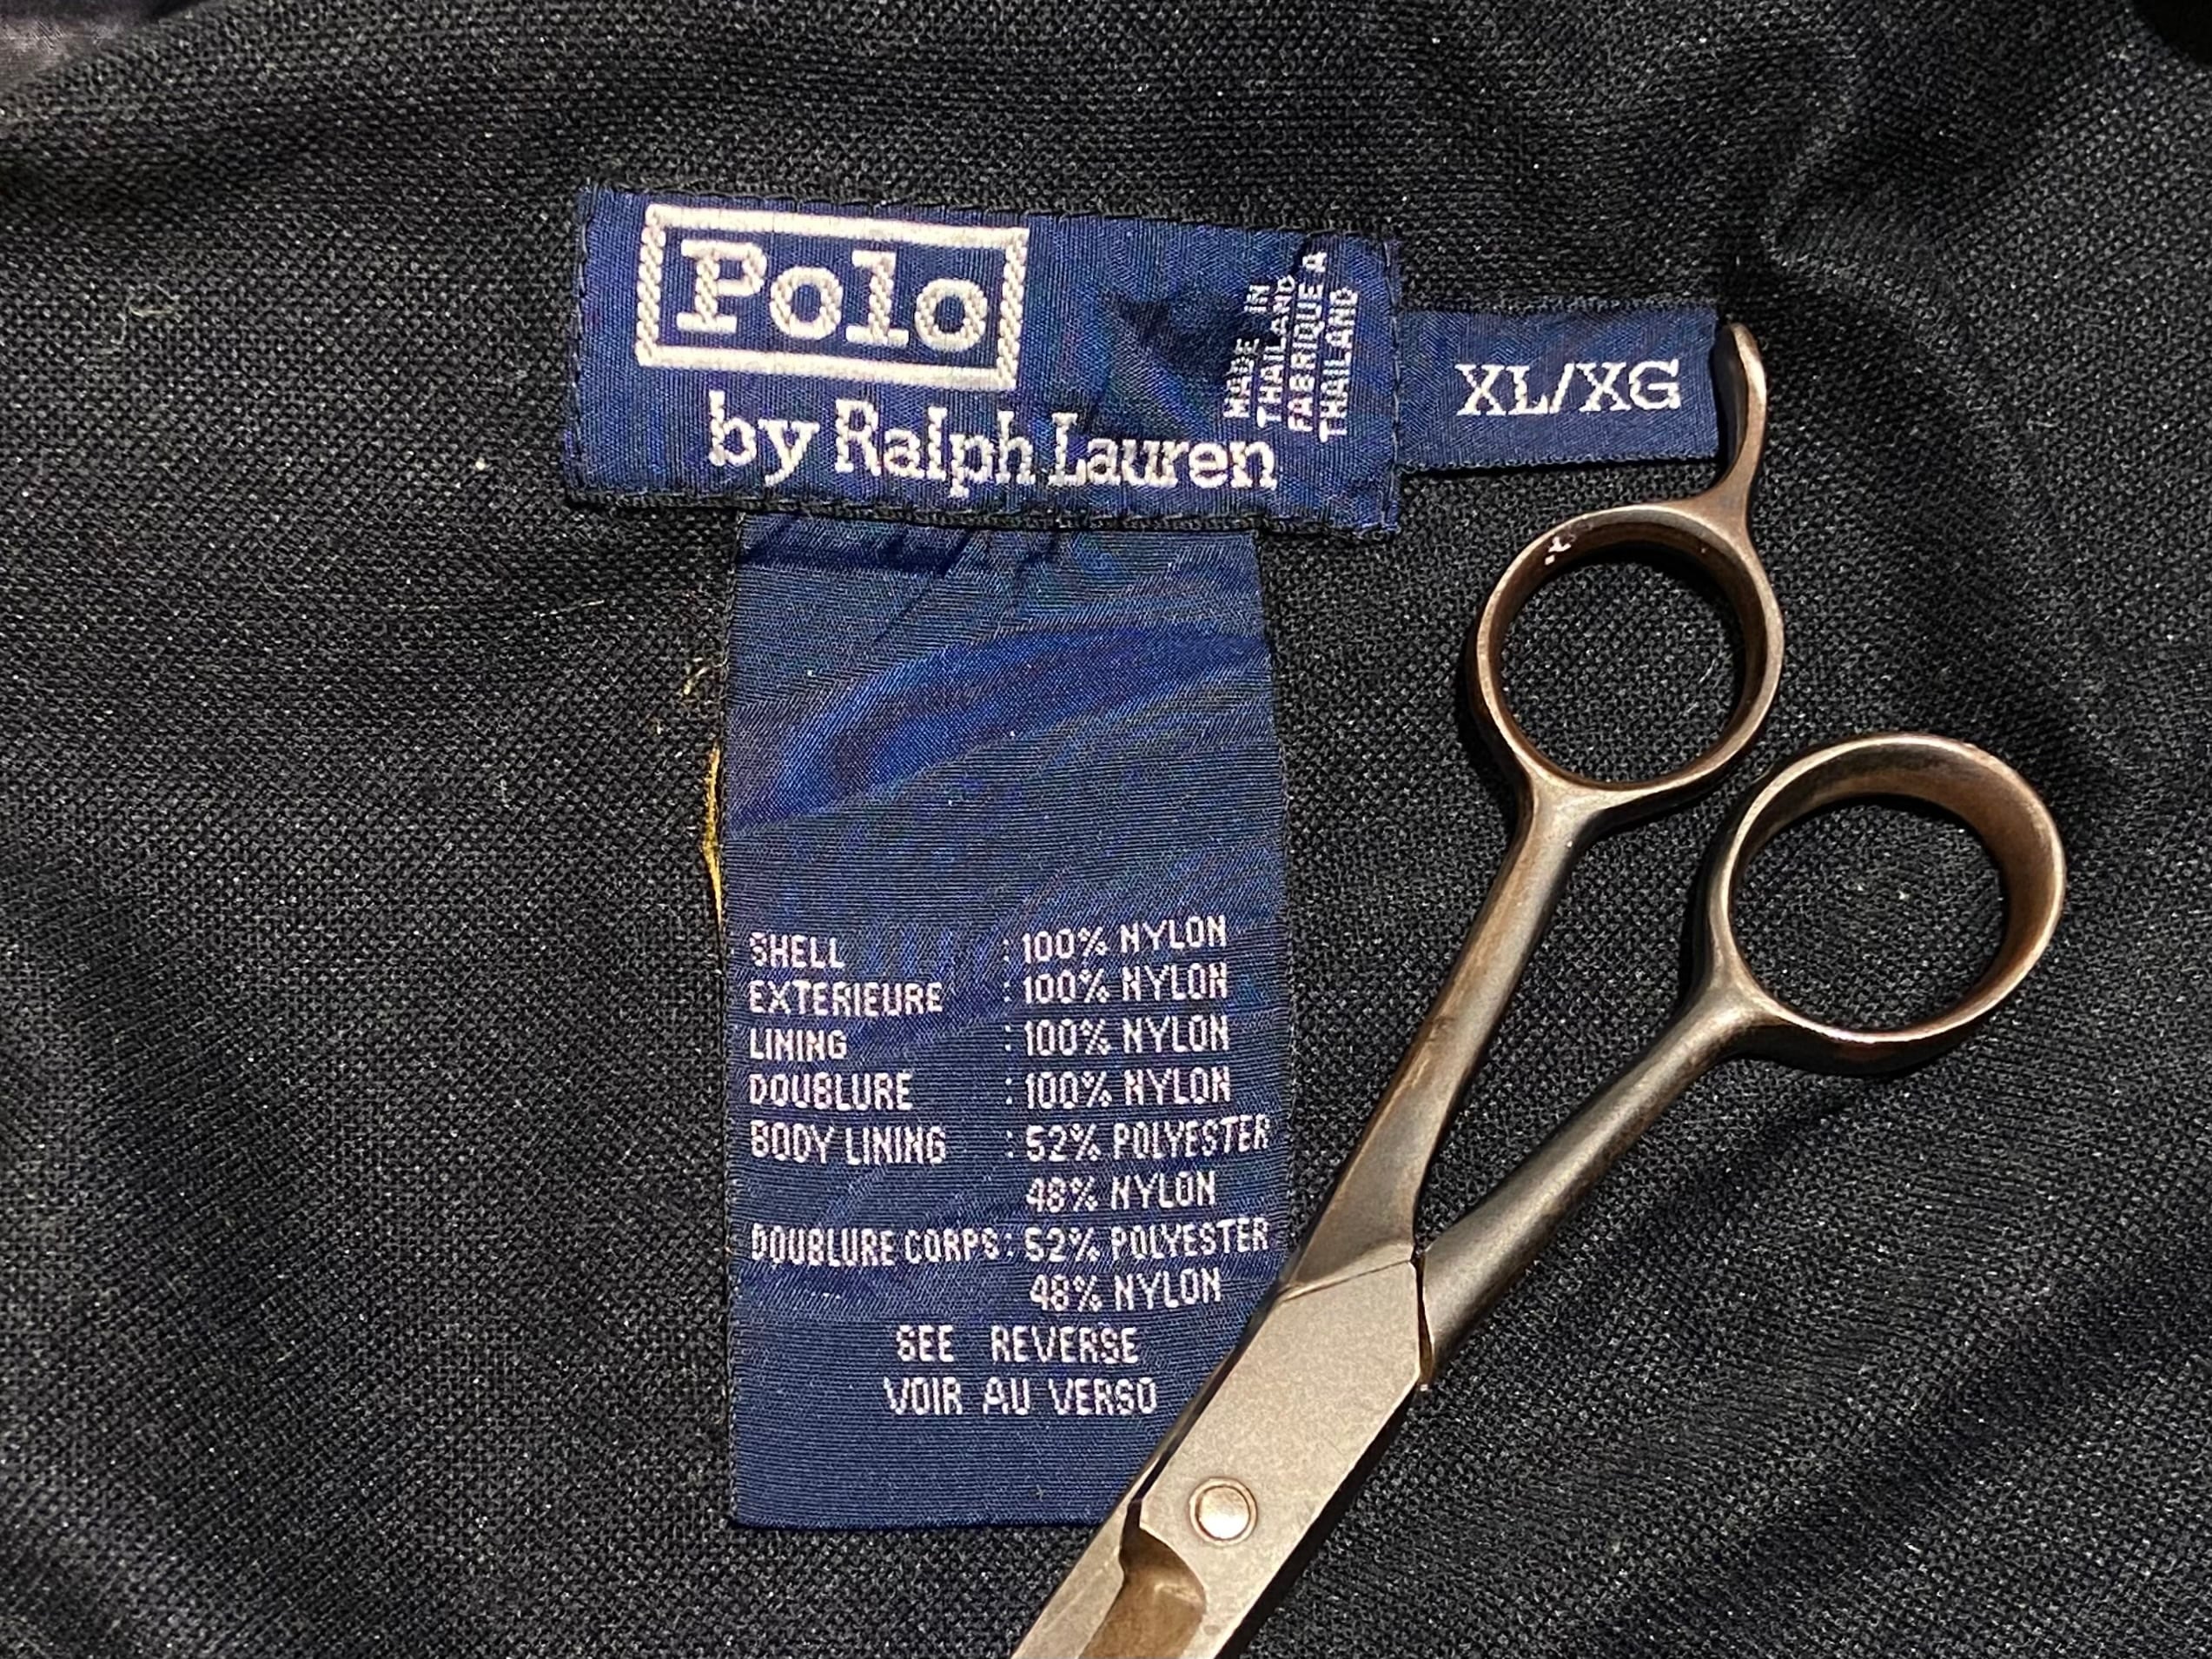 Polo
by Ralph Lauren
MADE IN
THAILAND
FABRIQUE A
THAILAND
XL/XG
SHELL : 100% NYLON
EXTERIEURE : 100% NYLON
LINING : 100% NYLON
DOUBLURE : 100% NYLON
BODY LINING : 52% POLYESTER
48% NYLON
DOUBLURE CORPS : 52% POLYESTER
48% NYLON
SEE REVERSE
VOIR AU VERSO